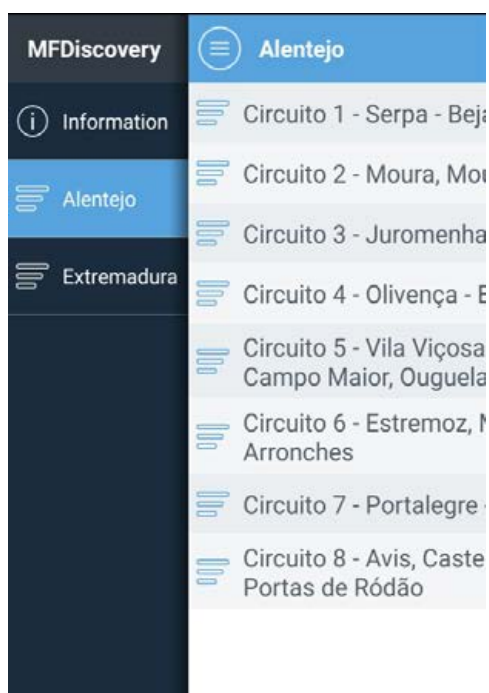 MFDiscovery
Information
Alentejo
Extremadura
Alentejo
Circuito 1 - Serpa - Beja
Circuito 2 - Moura,
Circuito 3 - Juromenha
Circuito 4 - Olivença -
Circuito 5 - Vila Viçosa
Campo Maior, Ouguela
Circuito 6 - Estremoz,
Arronches
Circuito 7 - Portalegre -
Circuito 8 - Avis,
Portas de Ródão